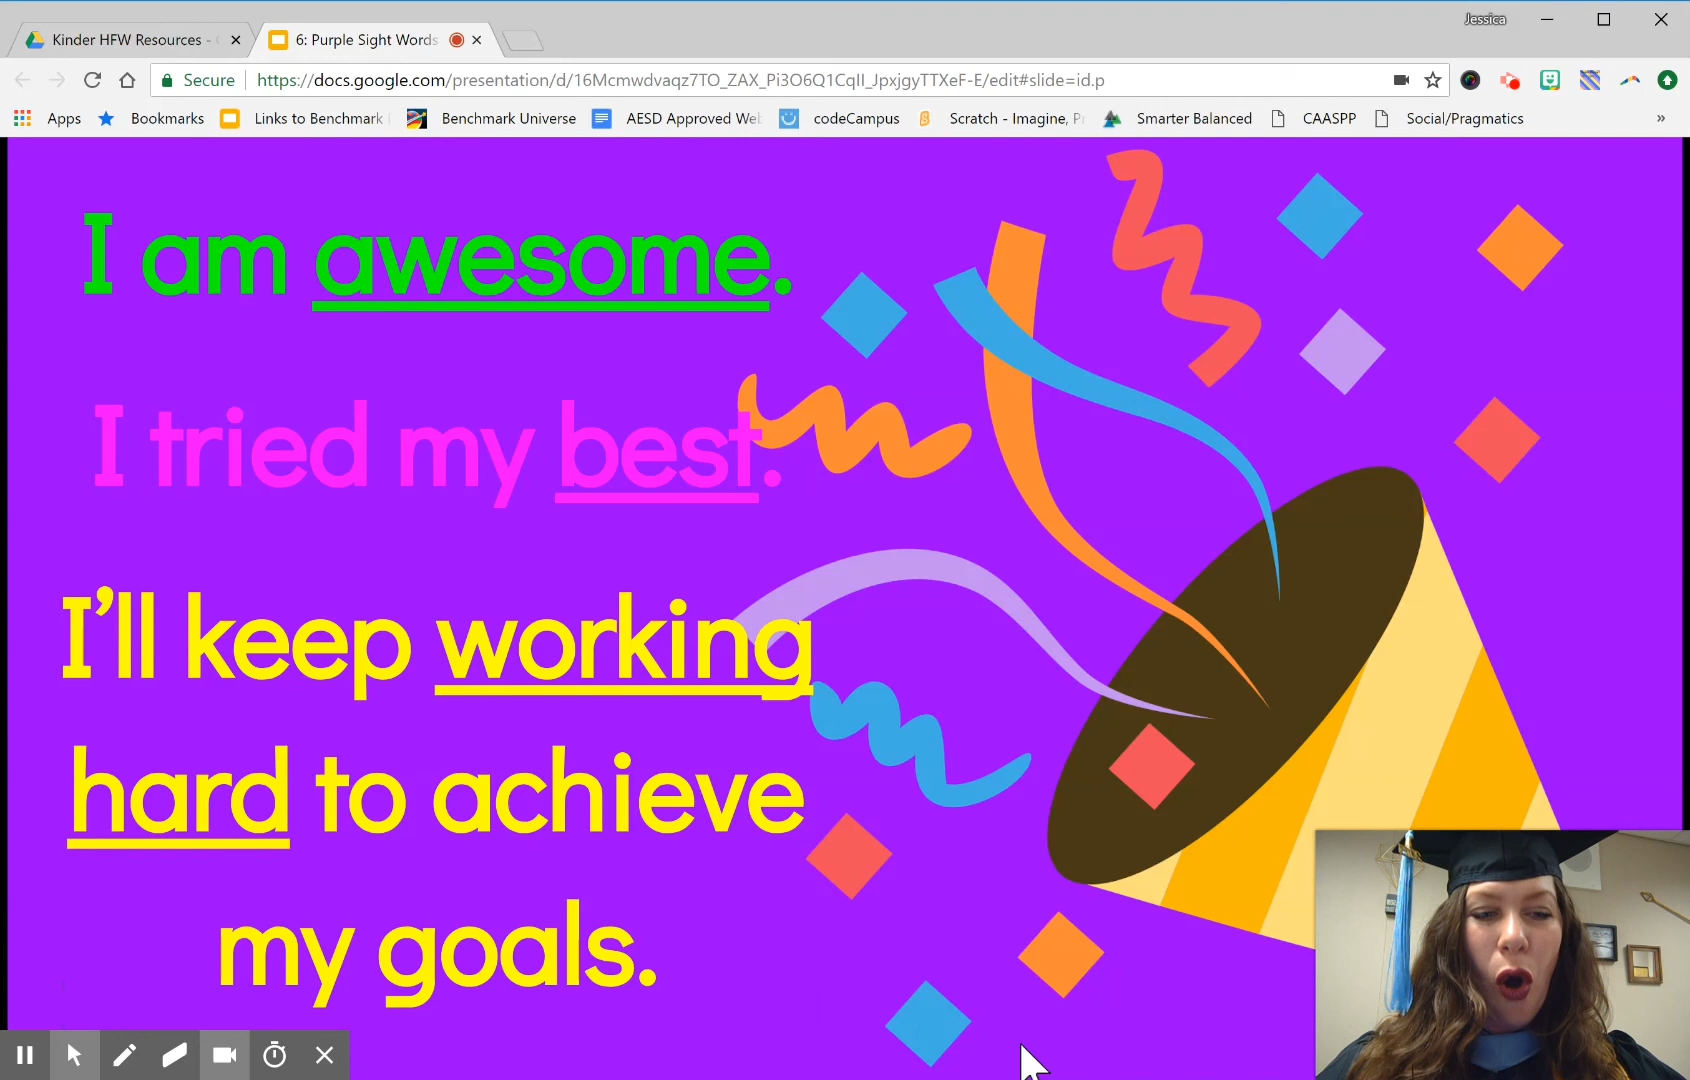 Jessica
Kinder HFW Resources -
6: Purple Sight Words
Secure
https://docs.google.com/presentation/d/16Mcmwdvaqz7TO_ZAX_Pi3O6Q1CqII_JpxjgyTTXeF-E/edit#slide=id.p
Apps Bookmarks Links to Benchmark Benchmark Universe AESD Approved We codeCampus Scratch - Imagine, P Smarter Balanced CAASPP Social/Pragmatics »
I am awesome.
I tried my best.
I'll keep working
hard to achieve
my goals.